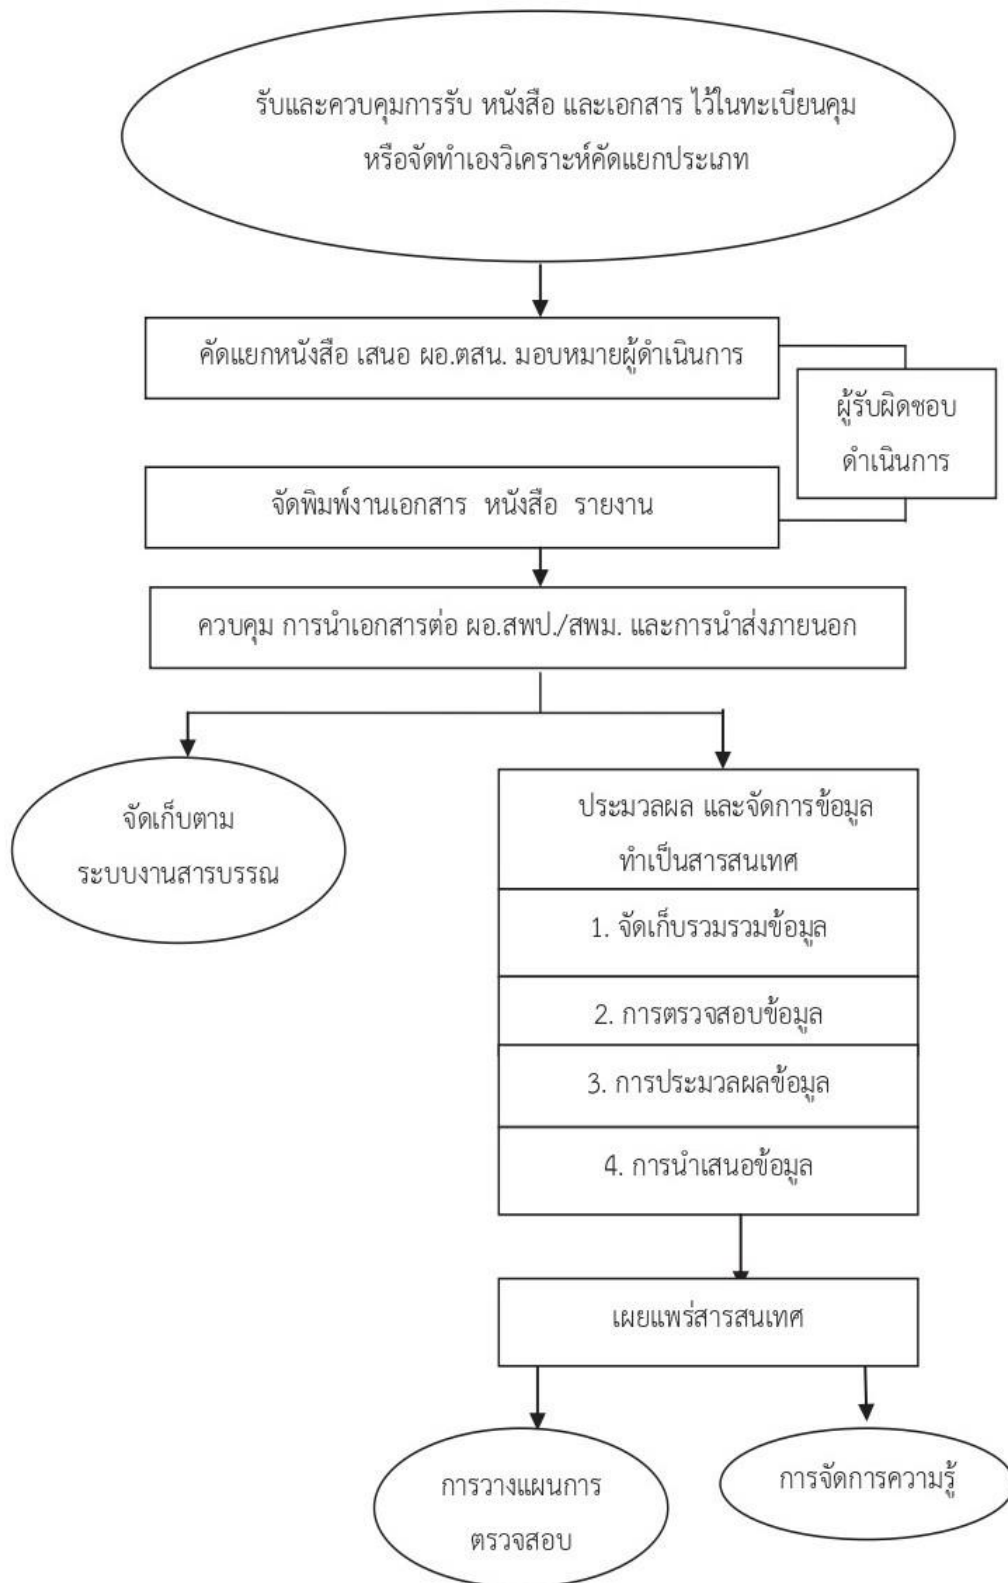 รับและควบคุมการรับ หนังสือ และเอกสาร ไว้ในทะเบียนคุม
หรือจัดทำเองวิเคราะห์คัดแยกประเภท
คัดแยกหนังสือ เสนอ ผอ.ตสน. มอบหมายผู้ดำเนินการ
ผู้รับผิดชอบ
ดำเนินการ
จัดพิมพ์งานเอกสาร หนังสือ รายงาน
ควบคุม การนำเอกสารต่อ ผอ.สพป./สพม. และการนำส่งภายนอก
จัดเก็บตาม
ระบบงานสารบรรณ
ประมวลผล และจัดการข้อมูล
ทำเป็นสารสนเทศ
1. จัดเก็บรวมรวมข้อมูล
2. การตรวจสอบข้อมูล
3. การประมวลผลข้อมูล
4. การนำเสนอข้อมูล
เผยแพร่สารสนเทศ
การวางแผนการ
ตรวจสอบ
การจัดการความรู้